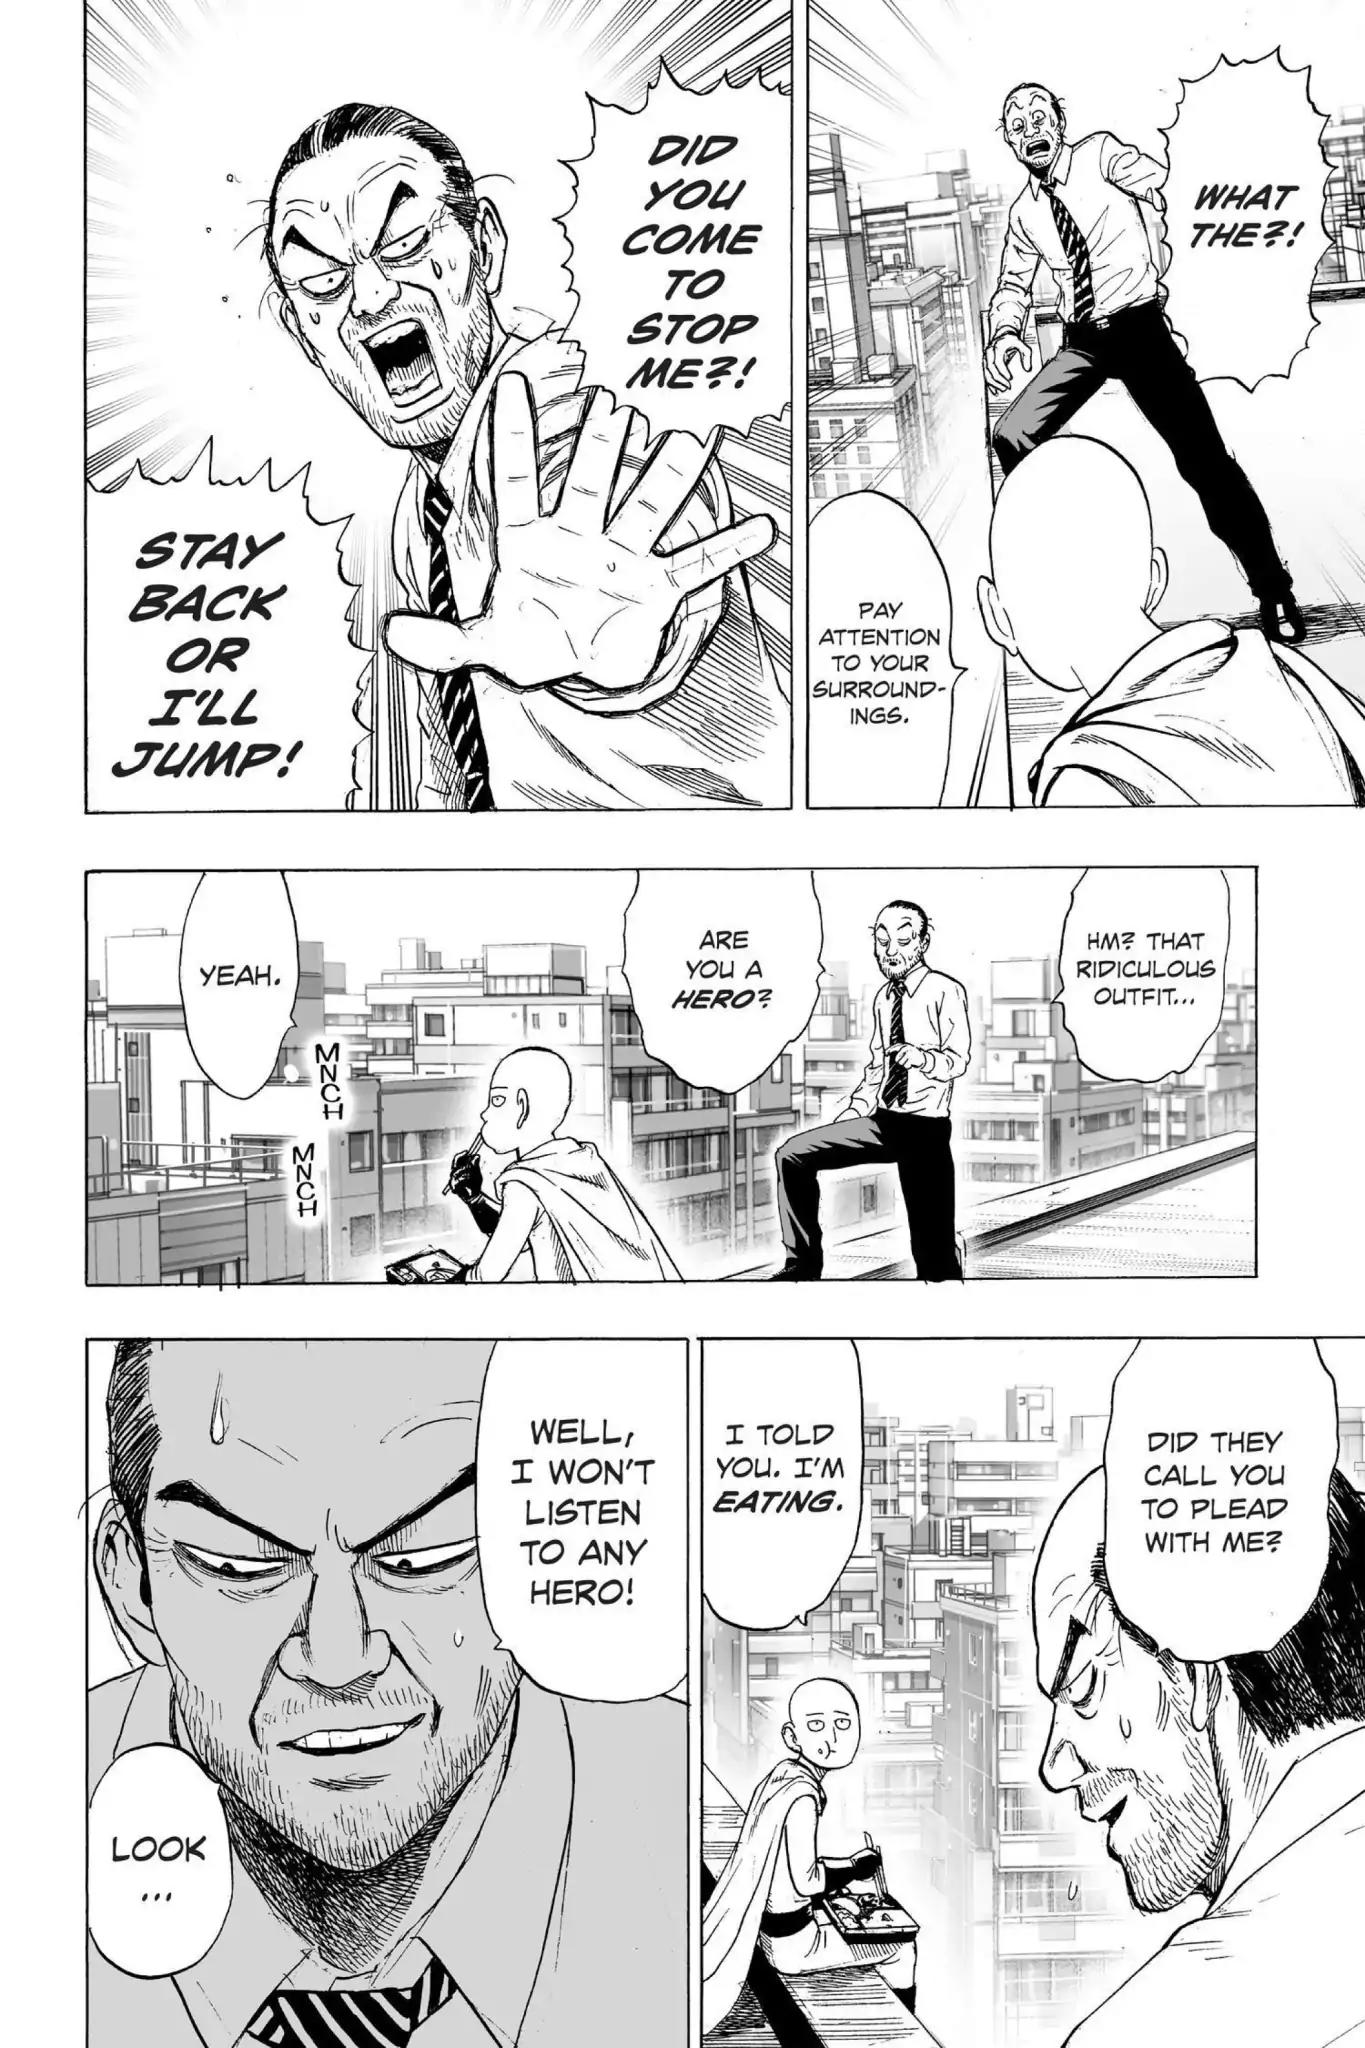 WHAT
THE?!
PAY
ATTENTION
TO YOUR
SURROUND-
INGS.
DID
YOU
COME
TO
STOP
ME?!
STAY
BACK
OR
I'LL
JUMP!
HM? THAT
RIDICULOUS
OUTFIT...
ARE
YOU A
HERO?
MNCH
MNCH
YEAH.
DID THEY
CALL YOU
TO PLEAD
WITH ME?
I TOLD
YOU. I'M
EATING.
WELL,
I WON'T
LISTEN
TO ANY
HERO!
LOOK
...